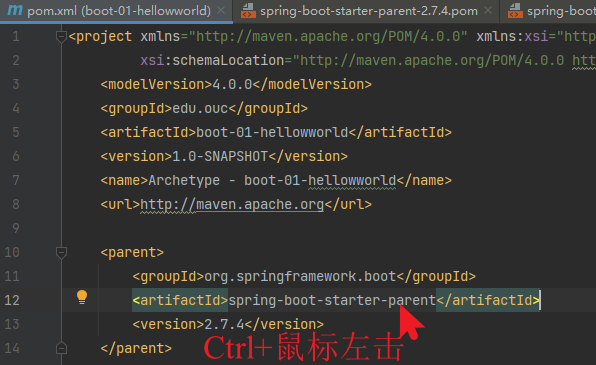 pom.xml (boot-01-hellowworld) spring-boot-starter-parent-2.7.4.pom spring-boot
1 <project xmlns="http://maven.apache.org/POM/4.0.0" xmlns:xsi="http
2 xsi:schemaLocation="http://maven.apache.org/POM/4.0.0 htt
3 <modelVersion>4.0.0</modelVersion>
4 <groupId>edu.ouc</groupId>
5 <artifactId>boot-01-hellowworld</artifactId>
6 <version>1.0-SNAPSHOT</version>
7 <name>Archetype - boot-01-hellowworld</name>
8 <url>http://maven.apache.org</url>
9
10 <parent>
11 <groupId>org.springframework.boot</groupId>
12 <artifactId>spring-boot-starter-parent</artifactId>
13 <version>2.7.4</version>
14 </parent>
Ctrl+鼠标左击